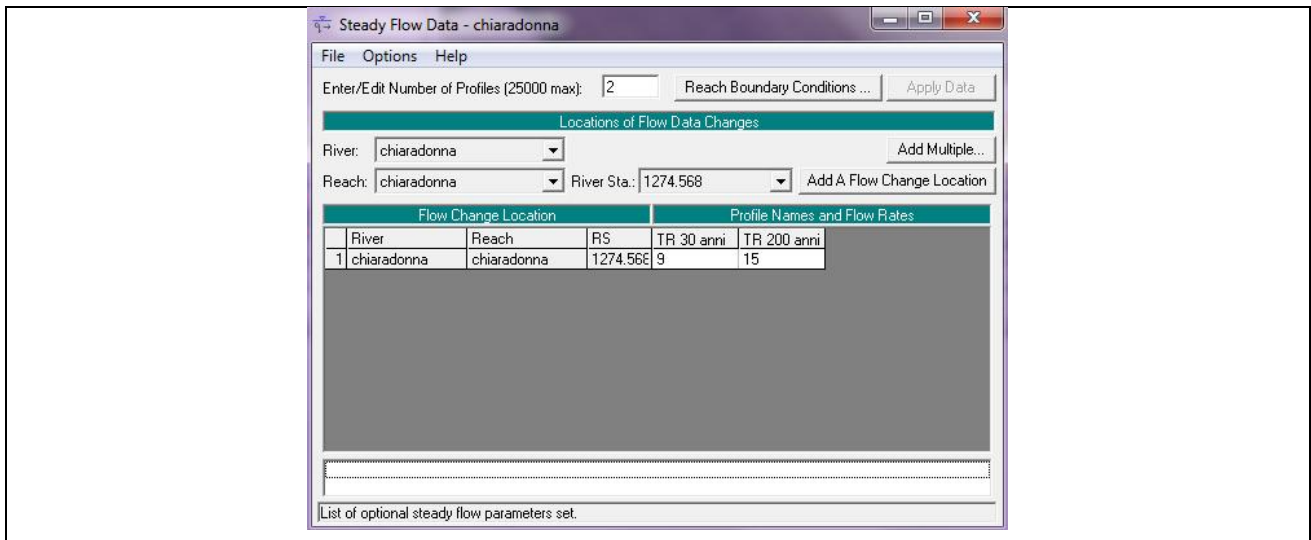 Steady Flow Data - chiaradonna
File Options Help
Enter/Edit Number of Profiles (25000 max): 2 Reach Boundary Conditions ... Apply Data
Locations of Flow Data Changes
River: chiaradonna Add Multiple...
Reach: chiaradonna River Sta.: 1274.568 Add A Flow Change Location
Flow Change Location Profile Names and Flow Rates
River Reach RS TR 30 anni TR 200 anni
1 chiaradonna chiaradonna 1274.568 9 15
List of optional steady flow parameters set.